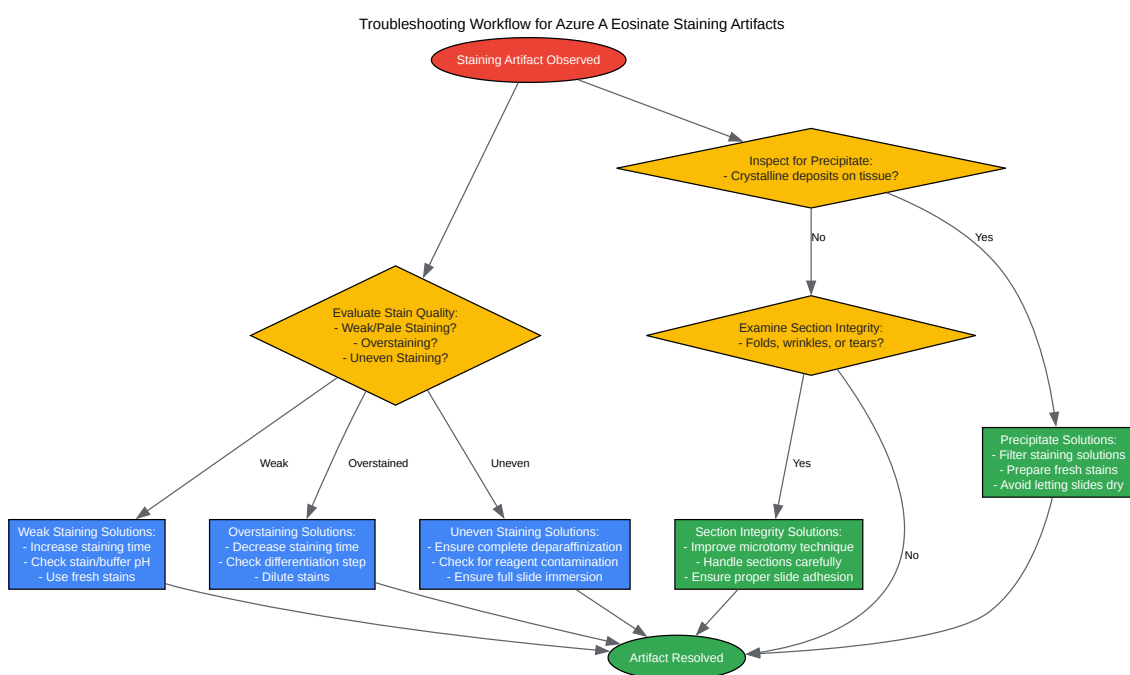 Troubleshooting Workflow for Azure A Eosinate Staining Artifacts
Staining Artifact Observed
Inspect for Precipitate:
- Crystalline deposits on tissue?
No
Yes
Evaluate Stain Quality:
- Weak/Pale Staining?
- Overstaining?
- Uneven Staining?
Examine Section Integrity:
- Folds, wrinkles, or tears?
Weak
Overstained
Uneven
Yes
No
Precipitate Solutions:
- Filter staining solutions
- Prepare fresh stains
- Avoid letting slides dry
Weak Staining Solutions:
- Increase staining time
- Check stain/buffer pH
- Use fresh stains
Overstaining Solutions:
- Decrease staining time
- Check differentiation step
- Dilute stains
Uneven Staining Solutions:
- Ensure complete deparaffinization
- Check for reagent contamination
- Ensure full slide immersion
Section Integrity Solutions:
- Improve microtomy technique
- Handle sections carefully
- Ensure proper slide adhesion
Artifact Resolved